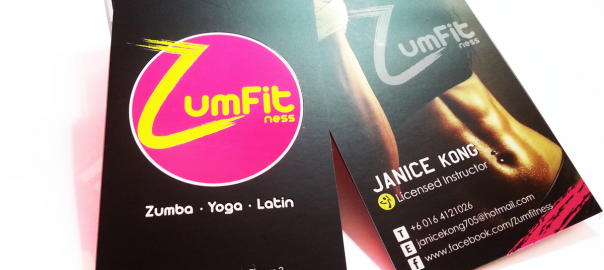 ZumFit
ness
Zumba · Yoga · Latin
ZumFit
ness
JANICE KONG
Licensed Instructor
T +6 016 4121026
E janicekong705@hotmail.com
f www.facebook.com/Zumfitness